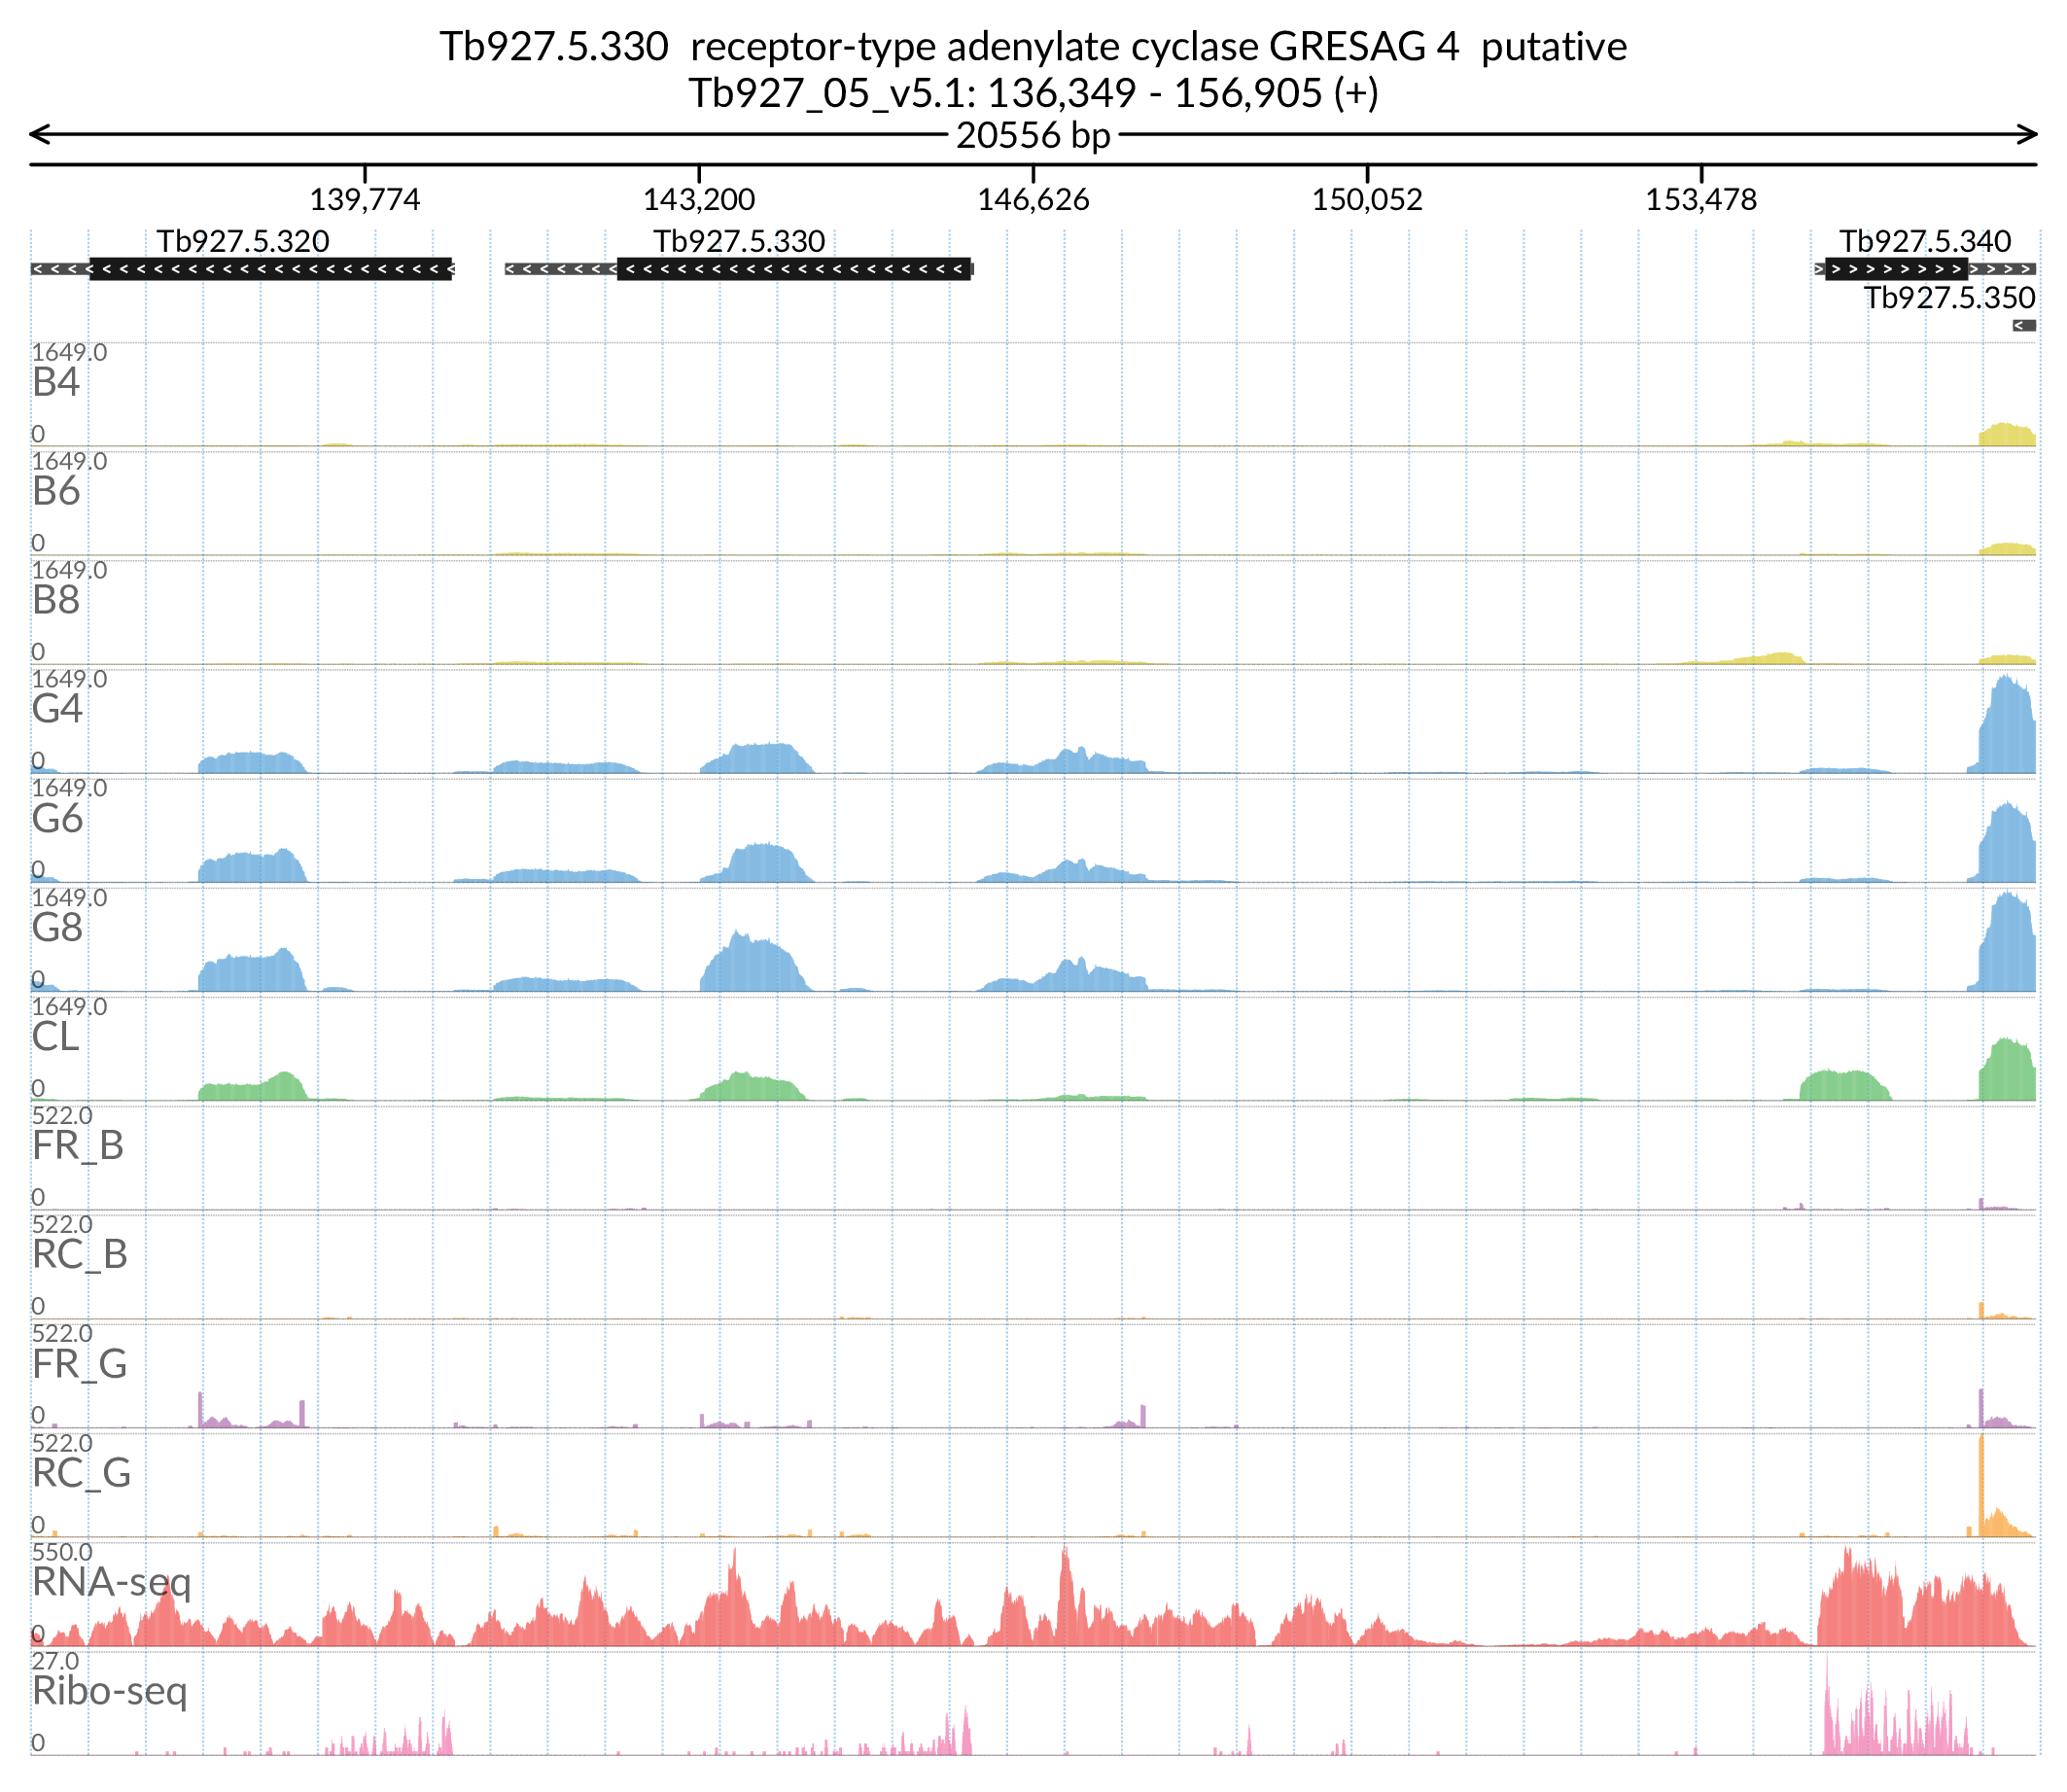 Tb927.5.330 receptor-type adenylate cyclase GRESAG 4 putative
Tb927_05_v5.1: 136,349 - 156,905 (+)
20556 bp
139,774 143,200 146,626 150,052 153,478
Tb927.5.320 Tb927.5.330 Tb927.5.340
Tb927.5.350
1649.0
B4
0
1649.0
B6
0
1649.0
B8
0
1649.0
G4
0
1649.0
G6
0
1649.0
G8
0
1649.0
CL
0
522.0
FR_B
0
522.0
RC_B
0
522.0
FR_G
0
522.0
RC_G
0
550.0
RNA-seq
0
27.0
Ribo-seq
0